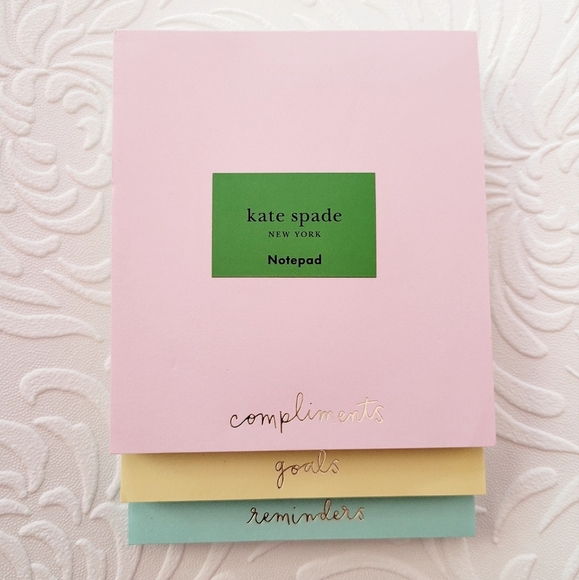 kate spade
NEW YORK
Notepad
compliments
goals
reminders